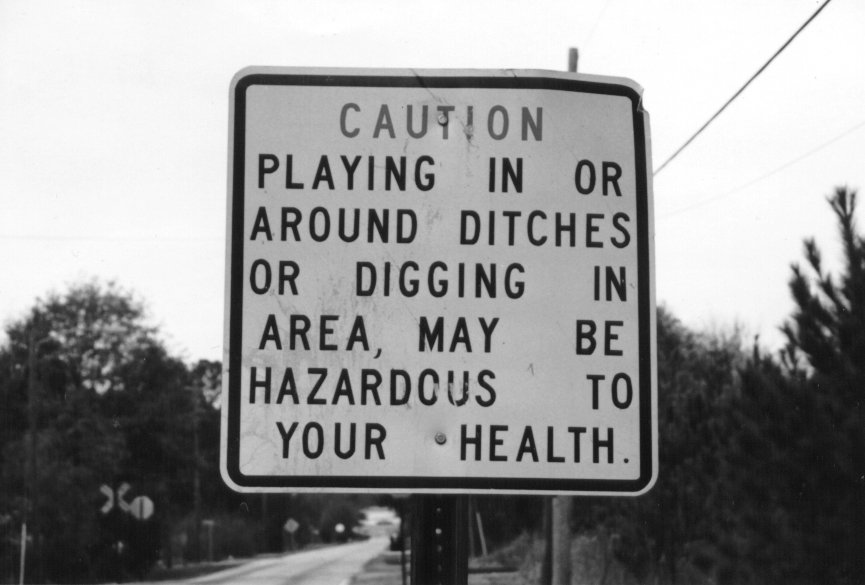 CAUTION
PLAYING IN OR
AROUND DITCHES
OR DIGGING IN
AREA, MAY BE
HAZARDOUS TO
YOUR HEALTH.